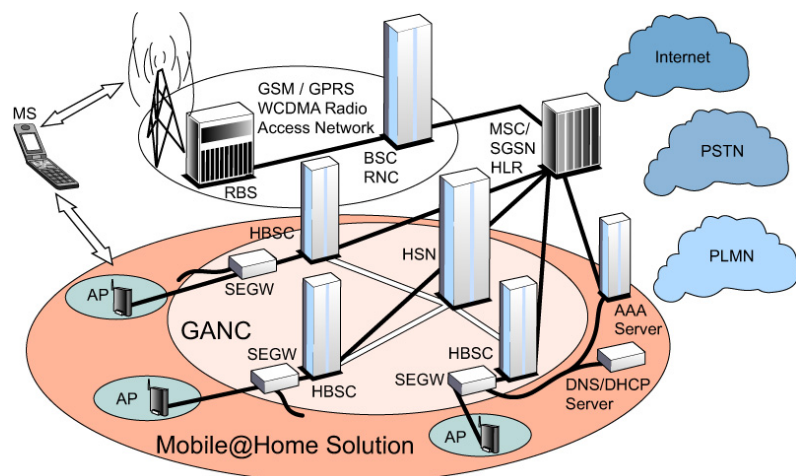 Internet
GSM / GPRS
WCDMA Radio
Access Network
MS
MSC/
SGSN
HLR
PSTN
BSC
RNC
RBS
HBSC
HSN
PLMN
SEGW
AP
AAA
Server
GANC
SEGW
HBSC
HBSC
SEGW
DNS/DHCP
Server
AP
AP
Mobile@Home Solution